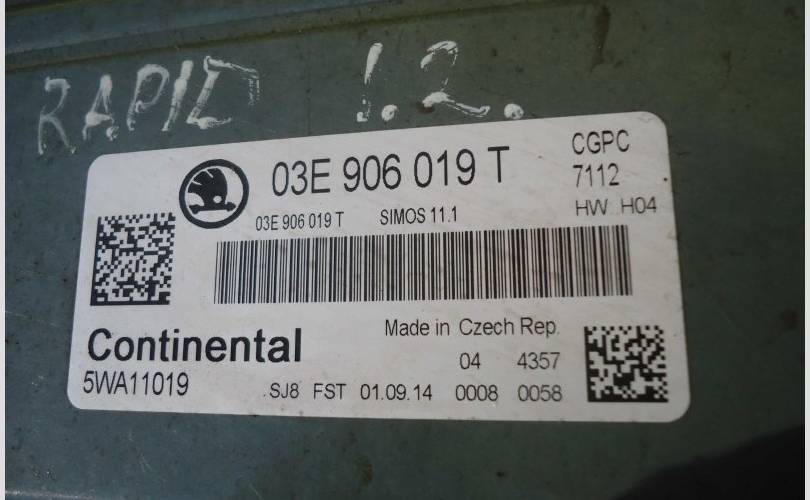 RAPID 1.2.
03E 906 019 T
CGPC
7112
HW H04
03E 906 019 T SIMOS 11.1
Continental
5WA11019
Made in Czech Rep.
04 4357
SJ8 FST 01.09.14 0008 0058